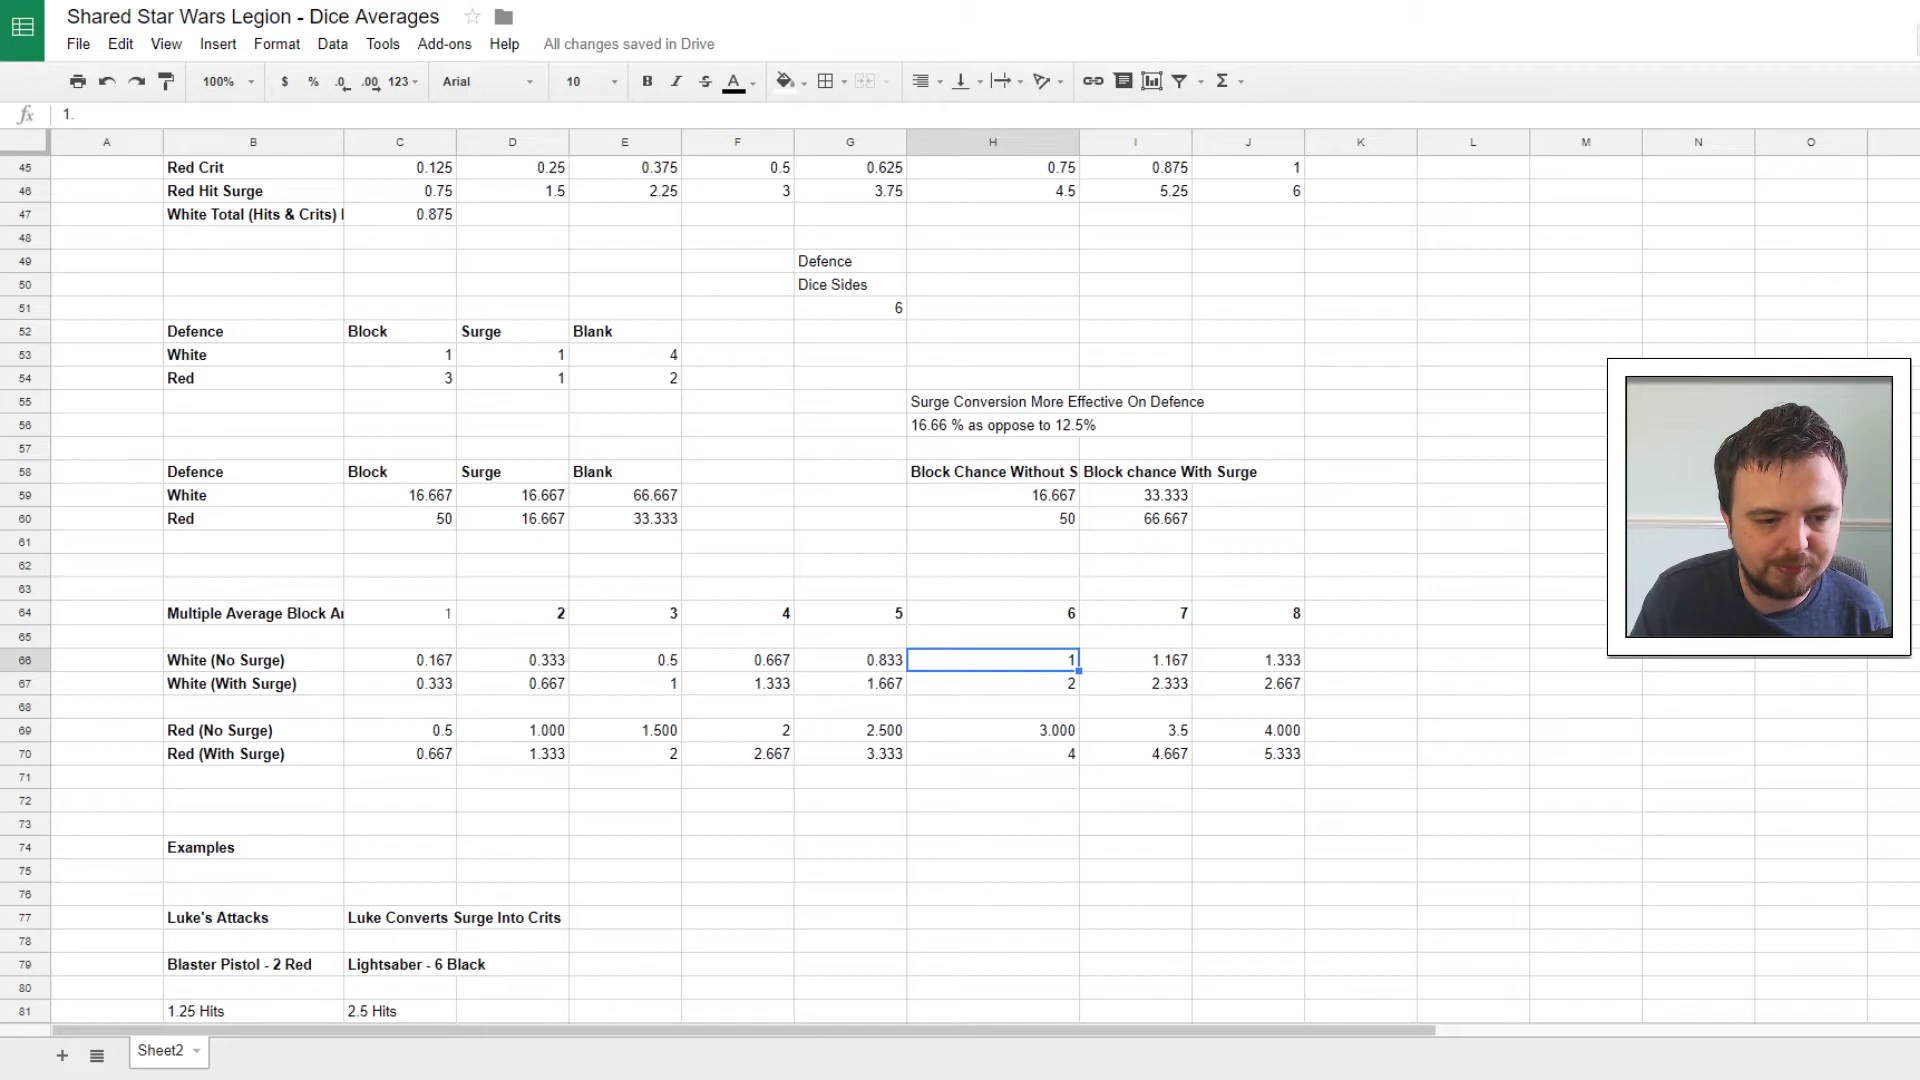 Shared Star Wars Legion - Dice Averages
File Edit View Insert Format Data Tools Add-ons Help All changes saved in Drive
100% $ % .0 .00 123 Arial 10 B I S A Σ
fx 1.
A B C D E F G H I J K L M N O
45 Red Crit 0.125 0.25 0.375 0.5 0.625 0.75 0.875 1
46 Red Hit Surge 0.75 1.5 2.25 3 3.75 4.5 5.25 6
47 White Total (Hits & Crits) 0.875
48
49 Defence
50 Dice Sides
51 6
52 Defence Block Surge Blank
53 White 1 1 4
54 Red 3 1 2
55 Surge Conversion More Effective On Defence
56 16.66 % as oppose to 12.5%
57
58 Defence Block Surge Blank Block Chance Without S Block chance With Surge
59 White 16.667 16.667 66.667 16.667 33.333
60 Red 50 16.667 33.333 50 66.667
61
62
63
64 Multiple Average Block 1 2 3 4 5 6 7 8
65
66 White (No Surge) 0.167 0.333 0.5 0.667 0.833 1 1.167 1.333
67 White (With Surge) 0.333 0.667 1 1.333 1.667 2 2.333 2.667
68
69 Red (No Surge) 0.5 1.000 1.500 2 2.500 3.000 3.5 4.000
70 Red (With Surge) 0.667 1.333 2 2.667 3.333 4 4.667 5.333
71
72
73
74 Examples
75
76
77 Luke's Attacks Luke Converts Surge Into Crits
78
79 Blaster Pistol - 2 Red Lightsaber - 6 Black
80
81 1.25 Hits 2.5 Hits
Sheet2